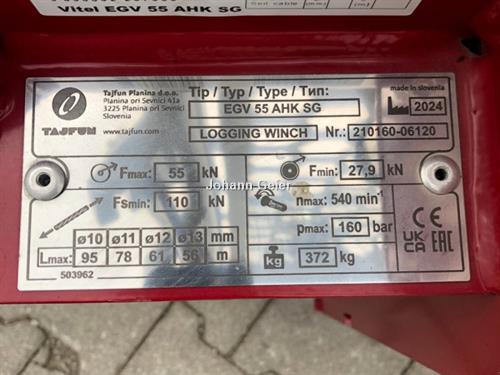 Vitel EGV 55 AHK SG
Tajfun Planina d.o.o.
Planina pri Sevnici 41a
3225 Planina pri Sevnici
Slovenia
TAJFUN
www.tajfun.com
Tip / Typ / Type / Тип:
EGV 55 AHK SG
LOGGING WINCH Nr.: 210160-06120
made in slovenia
2024
Fmax: 55 kN
Fmin: 27,9 kN
Johann Geier
Fsmin: 110 kN
nmax: 540 min-1
pmax: 160 bar
ø10 ø11 ø12 ø13 mm
Lmax: 95 78 61 56 m
kg 372 kg
CE
UKCA EAC
503962